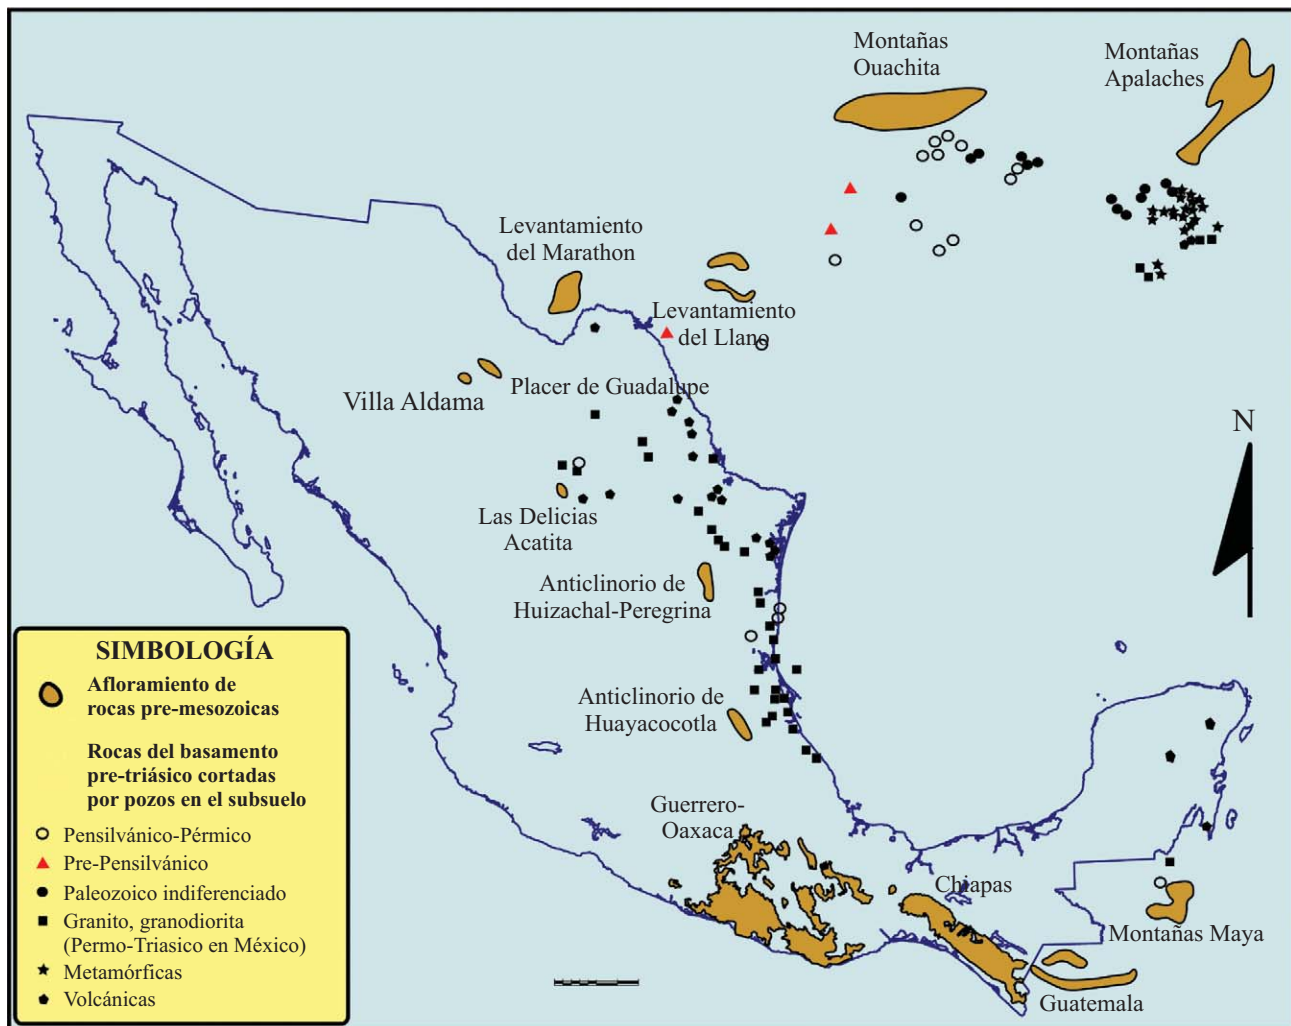 Montañas
Ouachita
Montañas
Apalaches
Levantamiento
del Marathon
Levantamiento
del Llano
Placer de Guadalupe
Villa Aldama
N
Las Delicias
Acatita
Anticlinorio de
Huizachal-Peregrina
Anticlinorio de
Huayacocotla
Guerrero-
Oaxaca
Chiapas
Montañas Maya
Guatemala
SIMBOLOGÍA
Afloramiento de
rocas pre-mesozoicas
Rocas del basamento
pre-triásico cortadas
por pozos en el subsuelo
Pensilvánico-Pérmico
Pre-Pensilvánico
Paleozoico indiferenciado
Granito, granodiorita
(Permo-Triasico en México)
Metamórficas
Volcánicas